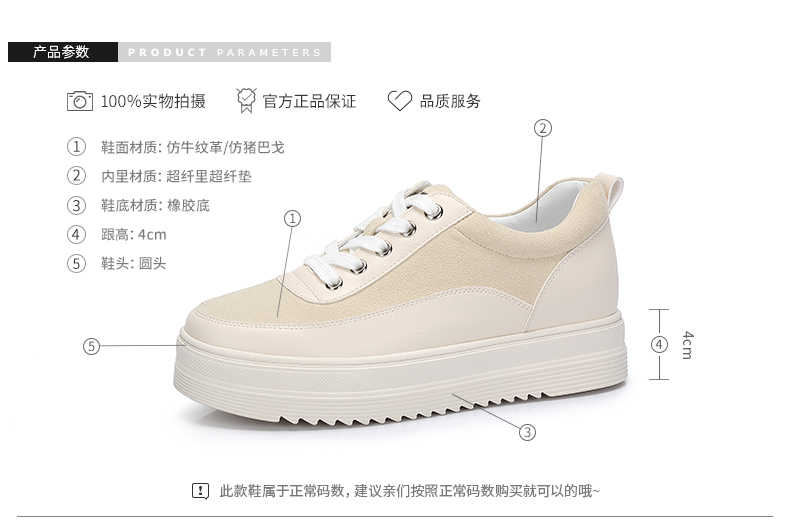 产品参数 PRODUCT PARAMETERS
100%实物拍摄 官方正品保证 品质服务
① 鞋面材质：仿牛纹革/仿猪巴戈
② 内里材质：超纤里超纤垫
③ 鞋底材质：橡胶底
④ 跟高：4cm
⑤ 鞋头：圆头
②
①
⑤
④ 4cm
③
此款鞋属于正常码数，建议亲们按照正常码数购买就可以的哦~